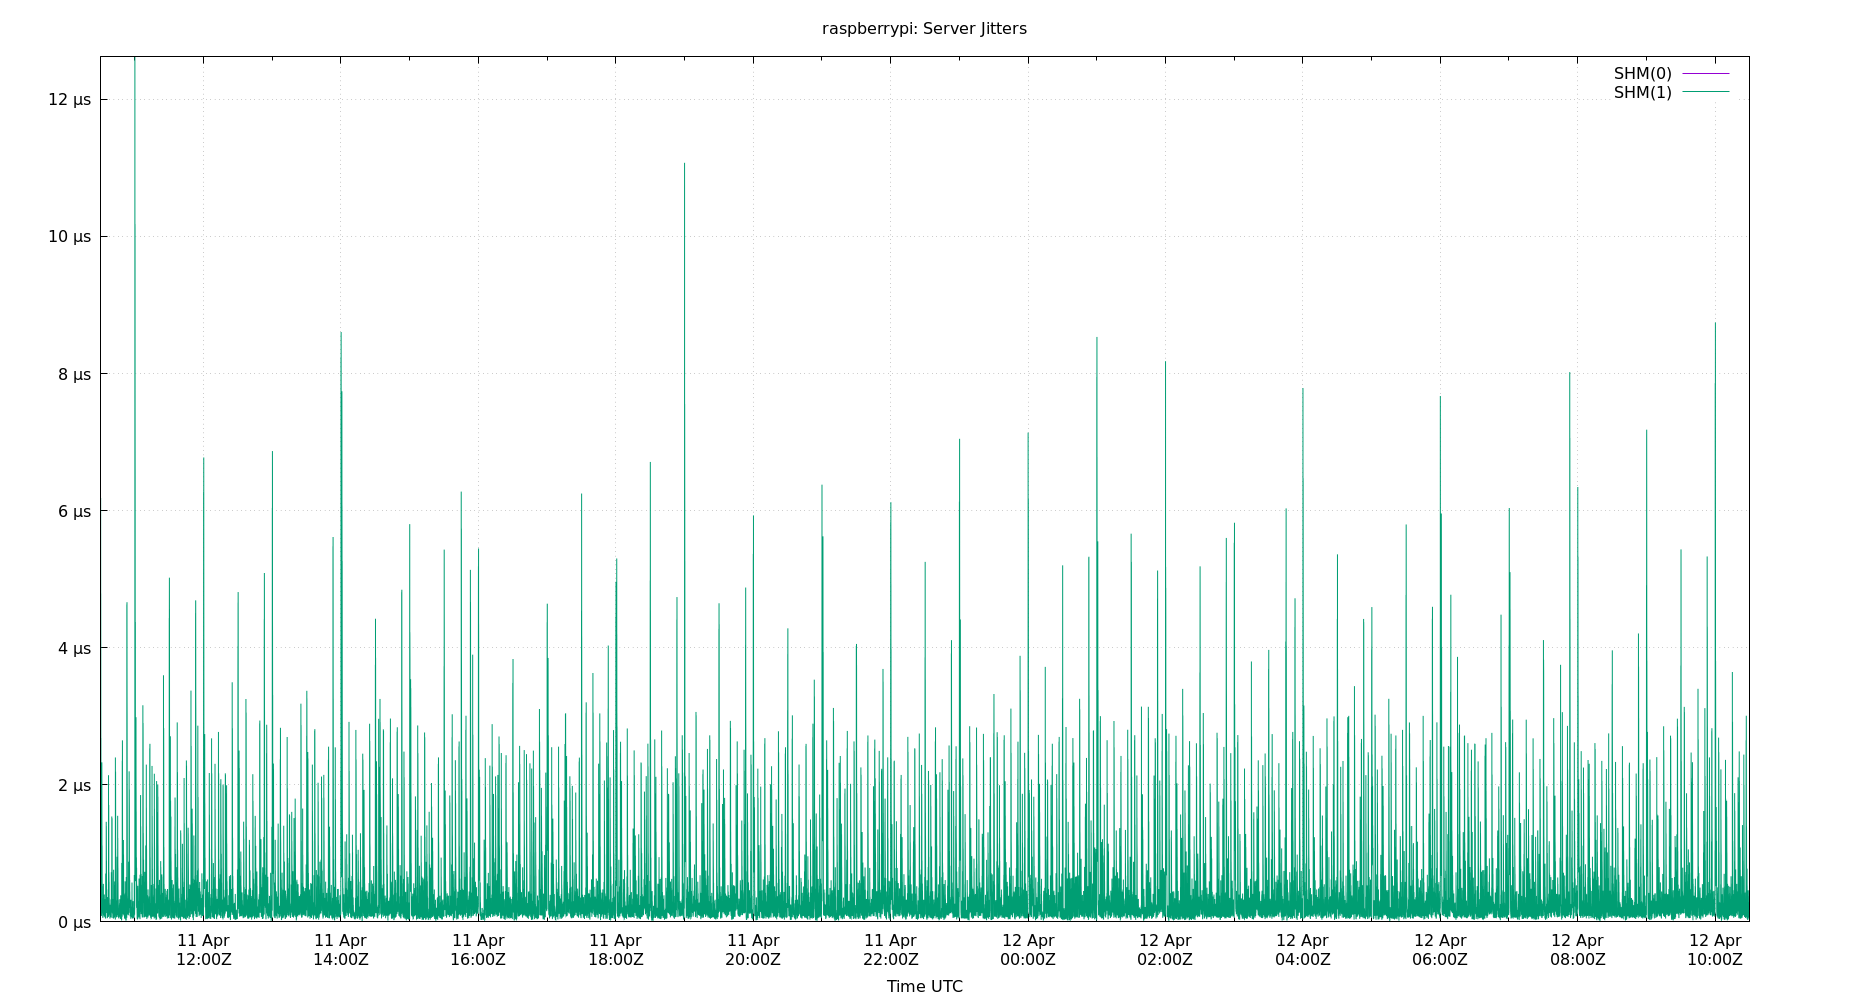 raspberrypi: Server Jitters
SHM(0)
SHM(1)
12 µs
10 µs
8 µs
6 µs
4 µs
2 µs
0 µs
11 Apr 11 Apr 11 Apr 11 Apr 11 Apr 11 Apr 12 Apr 12 Apr 12 Apr 12 Apr 12 Apr 12 Apr
12:00Z 14:00Z 16:00Z 18:00Z 20:00Z 22:00Z 00:00Z 02:00Z 04:00Z 06:00Z 08:00Z 10:00Z
Time UTC